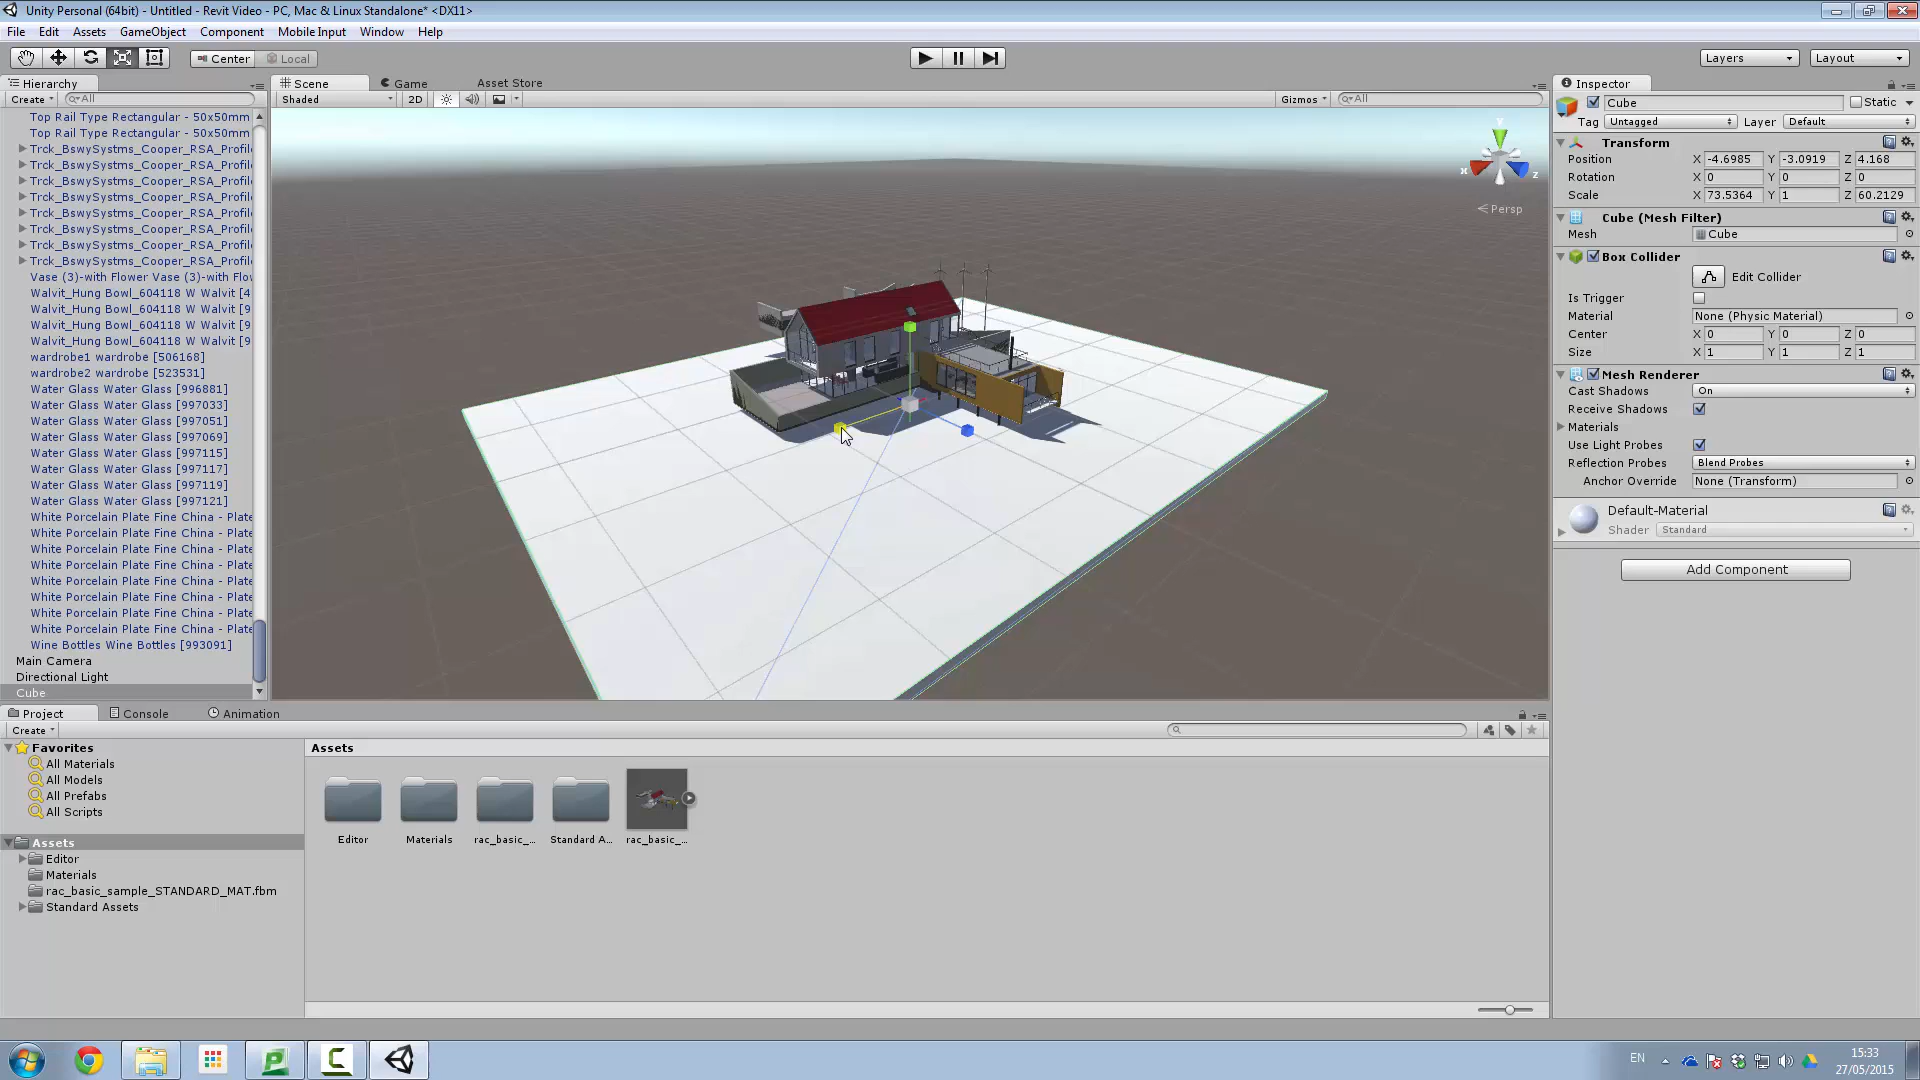 Unity Personal (64bit) - Untitled - Revit Video - PC, Mac & Linux Standalone* <DX11>
File Edit Assets GameObject Component Mobile Input Window Help
Center Local Layers Layout
Hierarchy
Create All
Top Rail Type Rectangular - 50x50mm
Top Rail Type Rectangular - 50x50mm
Trck_BswySystms_Cooper_RSA_Profile
Trck_BswySystms_Cooper_RSA_Profile
Trck_BswySystms_Cooper_RSA_Profile
Trck_BswySystms_Cooper_RSA_Profile
Trck_BswySystms_Cooper_RSA_Profile
Trck_BswySystms_Cooper_RSA_Profile
Trck_BswySystms_Cooper_RSA_Profile
Trck_BswySystms_Cooper_RSA_Profile
Vase (3)-with Flower Vase (3)-with Flow
Walvit_Hung Bowl_604118 W Walvit [4
Walvit_Hung Bowl_604118 W Walvit [9
Walvit_Hung Bowl_604118 W Walvit [9
Walvit_Hung Bowl_604118 W Walvit [9
wardrobe1 wardrobe [506168]
wardrobe2 wardrobe [523531]
Water Glass Water Glass [996881]
Water Glass Water Glass [997033]
Water Glass Water Glass [997051]
Water Glass Water Glass [997069]
Water Glass Water Glass [997115]
Water Glass Water Glass [997117]
Water Glass Water Glass [997119]
Water Glass Water Glass [997121]
White Porcelain Plate Fine China - Plate
White Porcelain Plate Fine China - Plate
White Porcelain Plate Fine China - Plate
White Porcelain Plate Fine China - Plate
White Porcelain Plate Fine China - Plate
White Porcelain Plate Fine China - Plate
White Porcelain Plate Fine China - Plate
White Porcelain Plate Fine China - Plate
Wine Bottles Wine Bottles [993091]
Main Camera
Directional Light
Cube
Scene Game Asset Store
Shaded 2D Gizmos All
y
x z
Persp
Inspector
Cube Static
Tag Untagged Layer Default
Transform
Position X -4.6985 Y -3.0919 Z 4.168
Rotation X 0 Y 0 Z 0
Scale X 73.5364 Y 1 Z 60.2129
Cube (Mesh Filter)
Mesh Cube
Box Collider
Edit Collider
Is Trigger
Material None (Physic Material)
Center X 0 Y 0 Z 0
Size X 1 Y 1 Z 1
Mesh Renderer
Cast Shadows On
Receive Shadows
Materials
Use Light Probes
Reflection Probes Blend Probes
Anchor Override None (Transform)
Default-Material
Shader Standard
Add Component
Project Console Animation
Create
Favorites
All Materials
All Models
All Prefabs
All Scripts
Assets
Editor
Materials
rac_basic_sample_STANDARD_MAT.fbm
Standard Assets
Assets
Editor Materials rac_basic_... Standard A... rac_basic_...
EN 15:33
27/05/2015